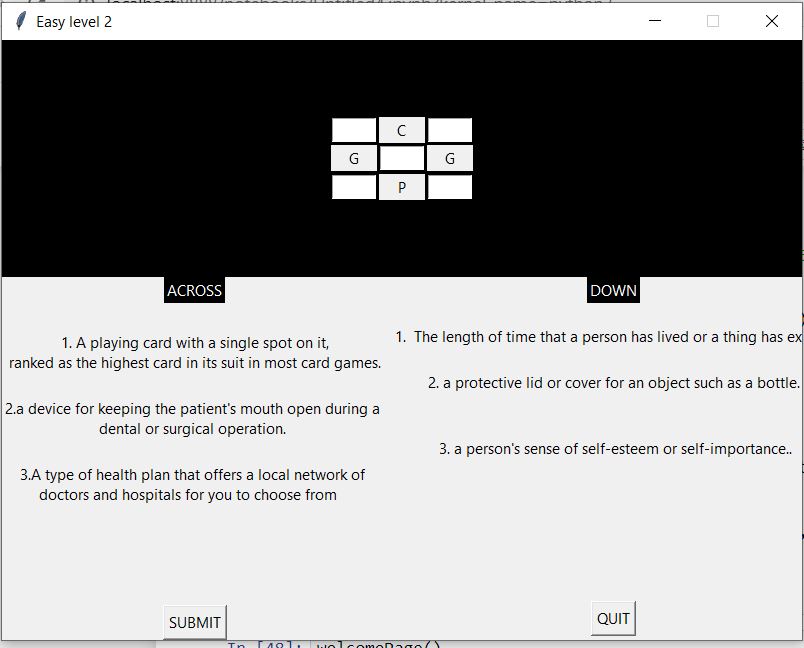 Easy level 2
C
G G
P
ACROSS
DOWN
1. A playing card with a single spot on it,
ranked as the highest card in its suit in most card games.
2.a device for keeping the patient's mouth open during a
dental or surgical operation.
3.A type of health plan that offers a local network of
doctors and hospitals for you to choose from
1. The length of time that a person has lived or a thing has ex
2. a protective lid or cover for an object such as a bottle.
3. a person's sense of self-esteem or self-importance..
SUBMIT
QUIT
In [48]: welcomePage()